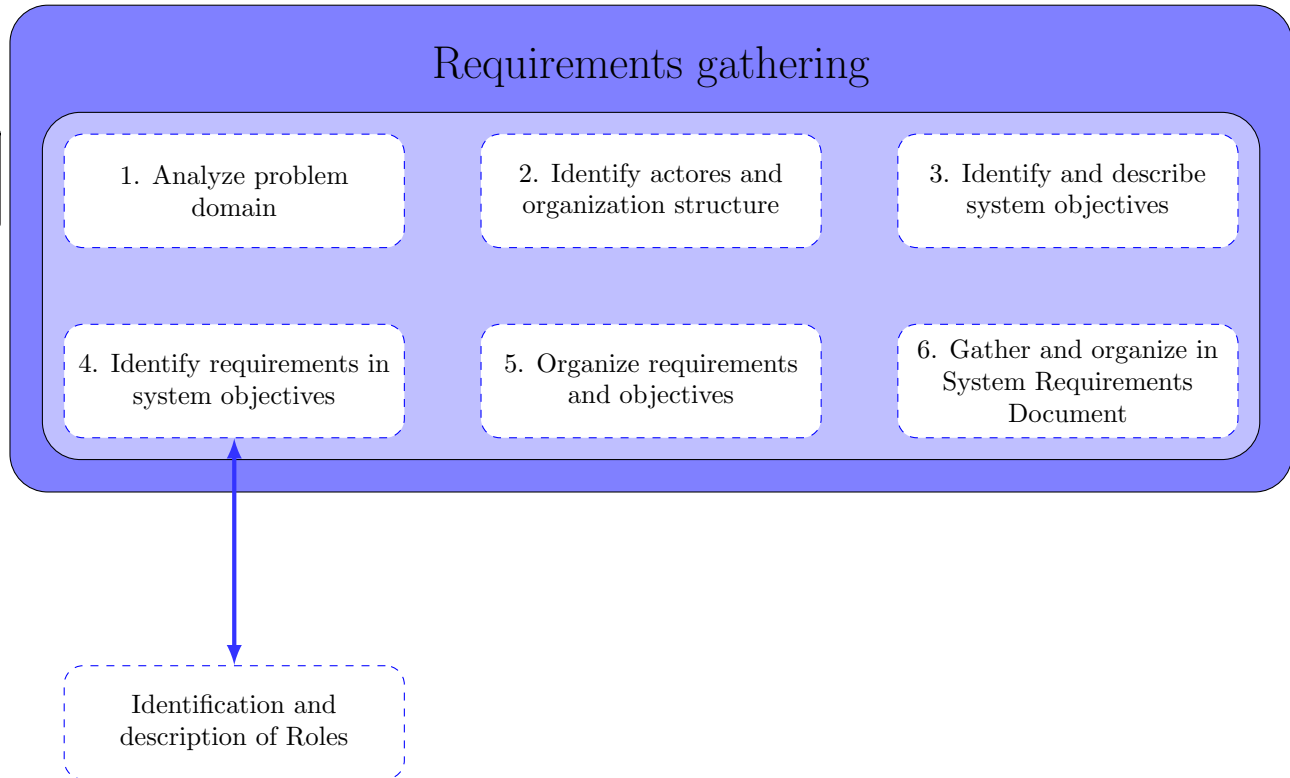 Requirements gathering
1. Analyze problem
domain
2. Identify actores and
organization structure
3. Identify and describe
system objectives
4. Identify requirements in
system objectives
5. Organize requirements
and objectives
6. Gather and organize in
System Requirements
Document
Identification and
description of Roles